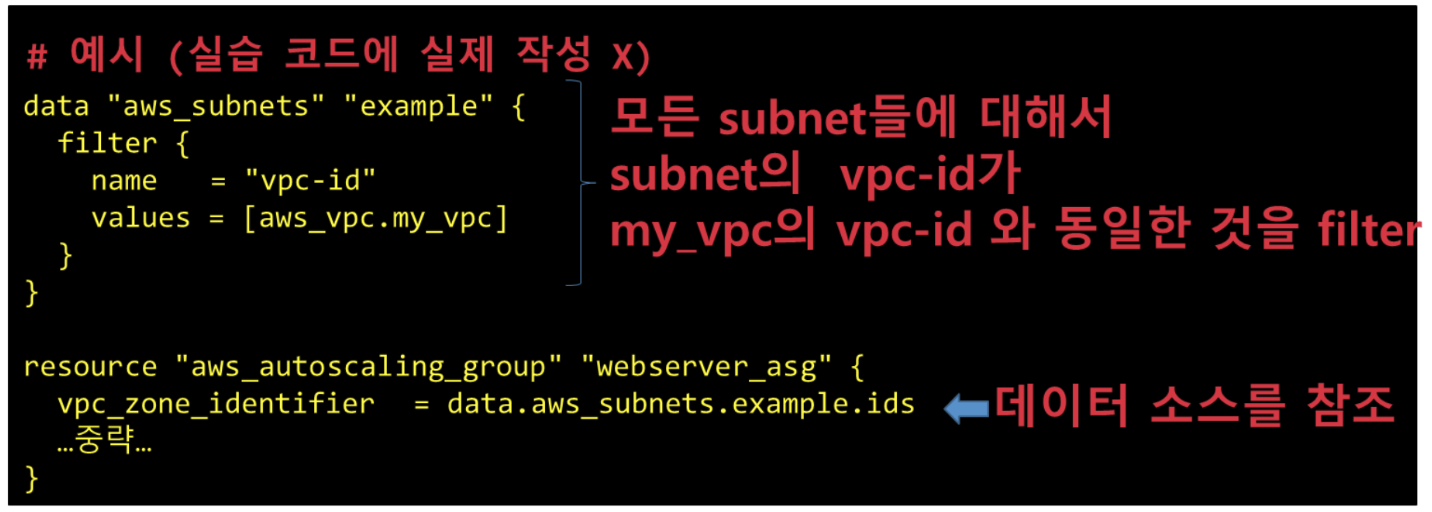 # 예시 (실습 코드에 실제 작성 X)
data "aws_subnets" "example" {
  filter {
    name   = "vpc-id"
    values = [aws_vpc.my_vpc]
  }
}
모든 subnet들에 대해서
subnet의  vpc-id가
my_vpc의 vpc-id 와 동일한 것을 filter
resource "aws_autoscaling_group" "webserver_asg" {
  vpc_zone_identifier  = data.aws_subnets.example.ids
  …중략…
}
데이터 소스를 참조